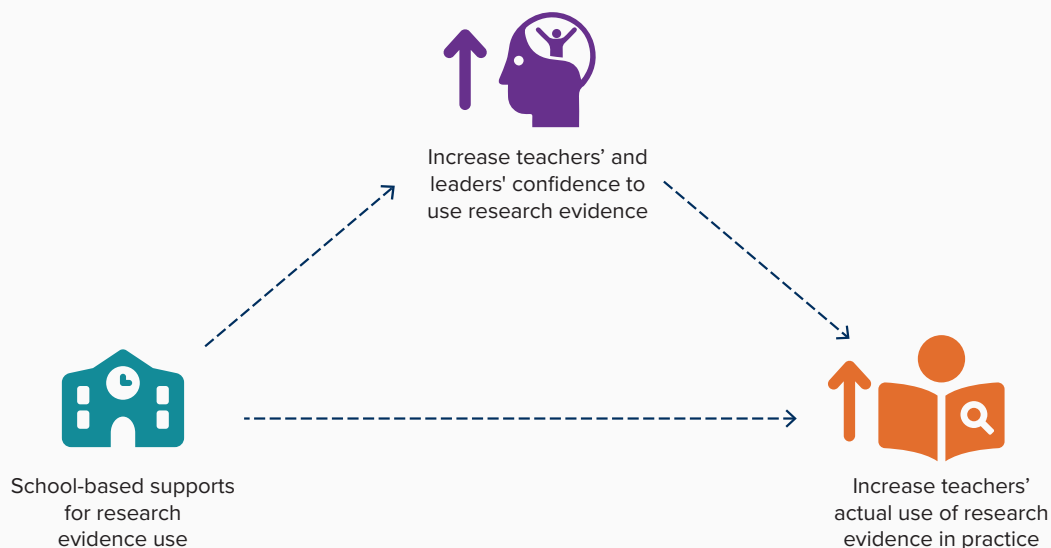 Increase teachers’ and
leaders' confidence to
use research evidence
School-based supports
for research
evidence use
Increase teachers’
actual use of research
evidence in practice